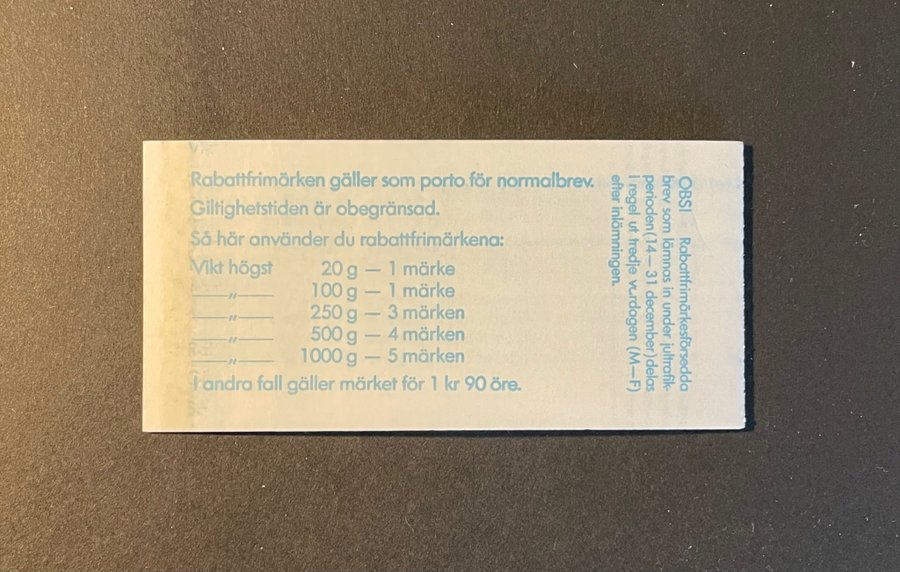 Rabattfrimärken gäller som porto för normalbrev.
Giltighetstiden är obegränsad.
Så här använder du rabattfrimärkena:
Vikt högst 20 g — 1 märke
—〃— 100 g — 1 märke
—〃— 250 g — 3 märken
—〃— 500 g — 4 märken
—〃— 1000 g — 5 märken
I andra fall gäller märket för 1 kr 90 öre.
OBS! Rabattfrimärkesförsedda
brev som lämnas in under jultrafik-
perioden (14—31 december) delas
i regel ut tredje vardagen (M—F)
efter inlämningen.